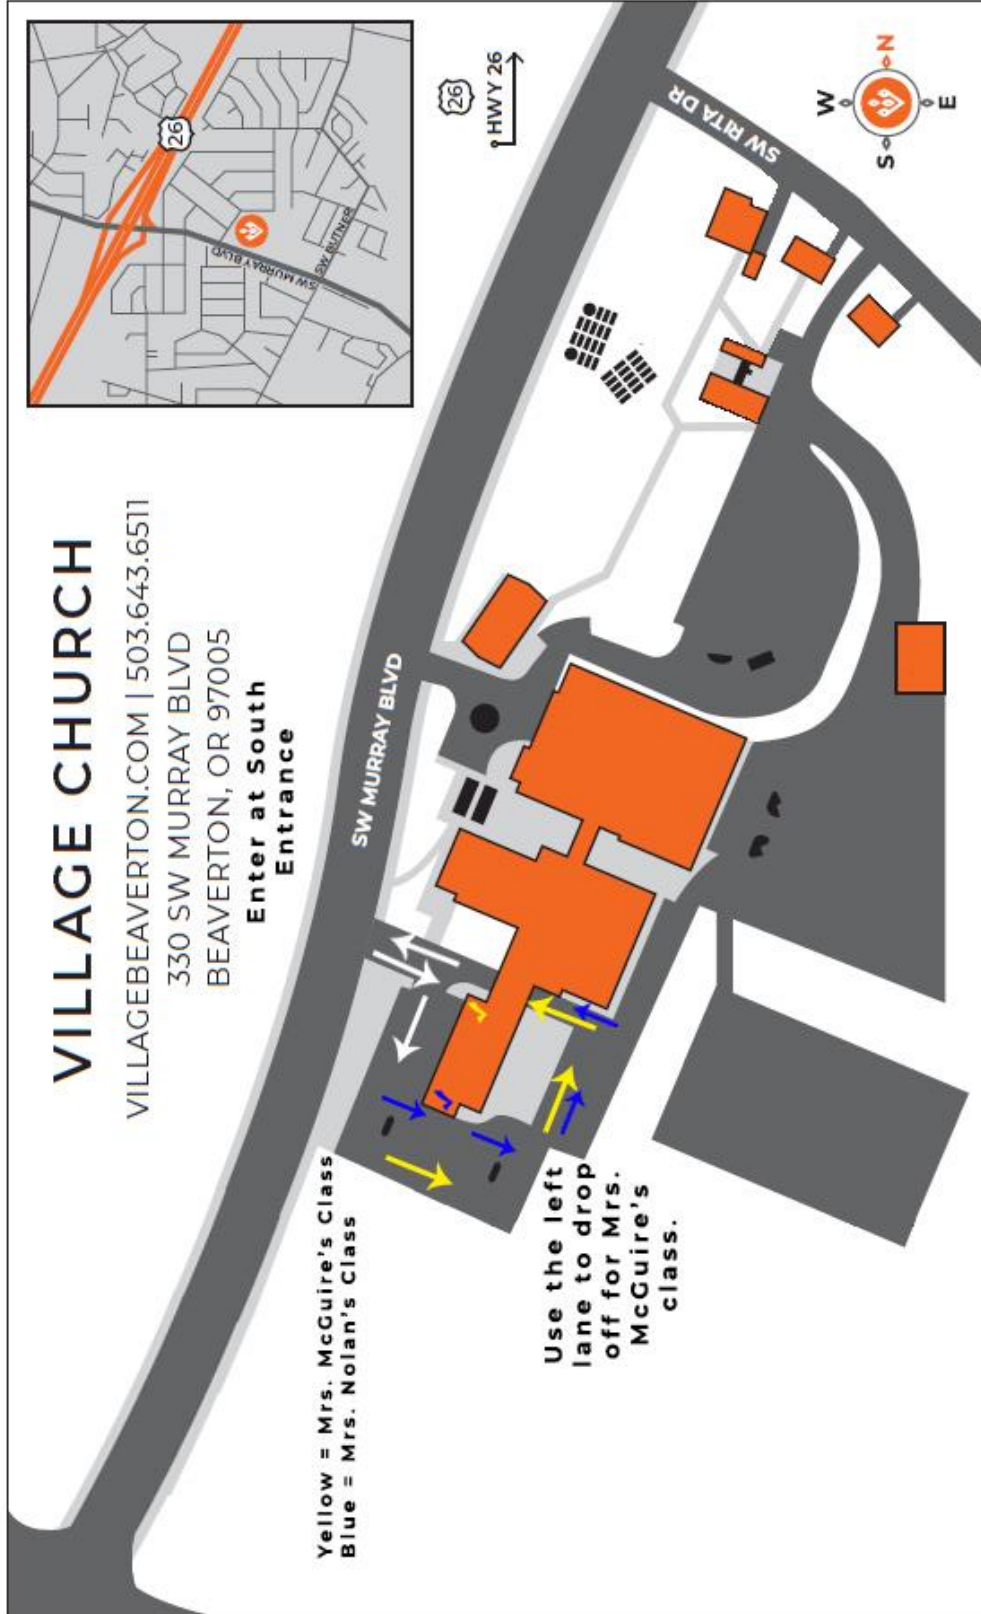 VILLAGE CHURCH
VILLAGEBEAVERTON.COM | 503.643.6511
330 SW MURRAY BLVD
BEAVERTON, OR 97005
Enter at South
Entrance
26
SW MURRAY BLVD
SW BUTNER
26
HWY 26
W
N
S
E
SW RITA DR
SW MURRAY BLVD
Yellow = Mrs. McGuire's Class
Blue = Mrs. Nolan's Class
Use the left
lane to drop
off for Mrs.
McGuire's
class.